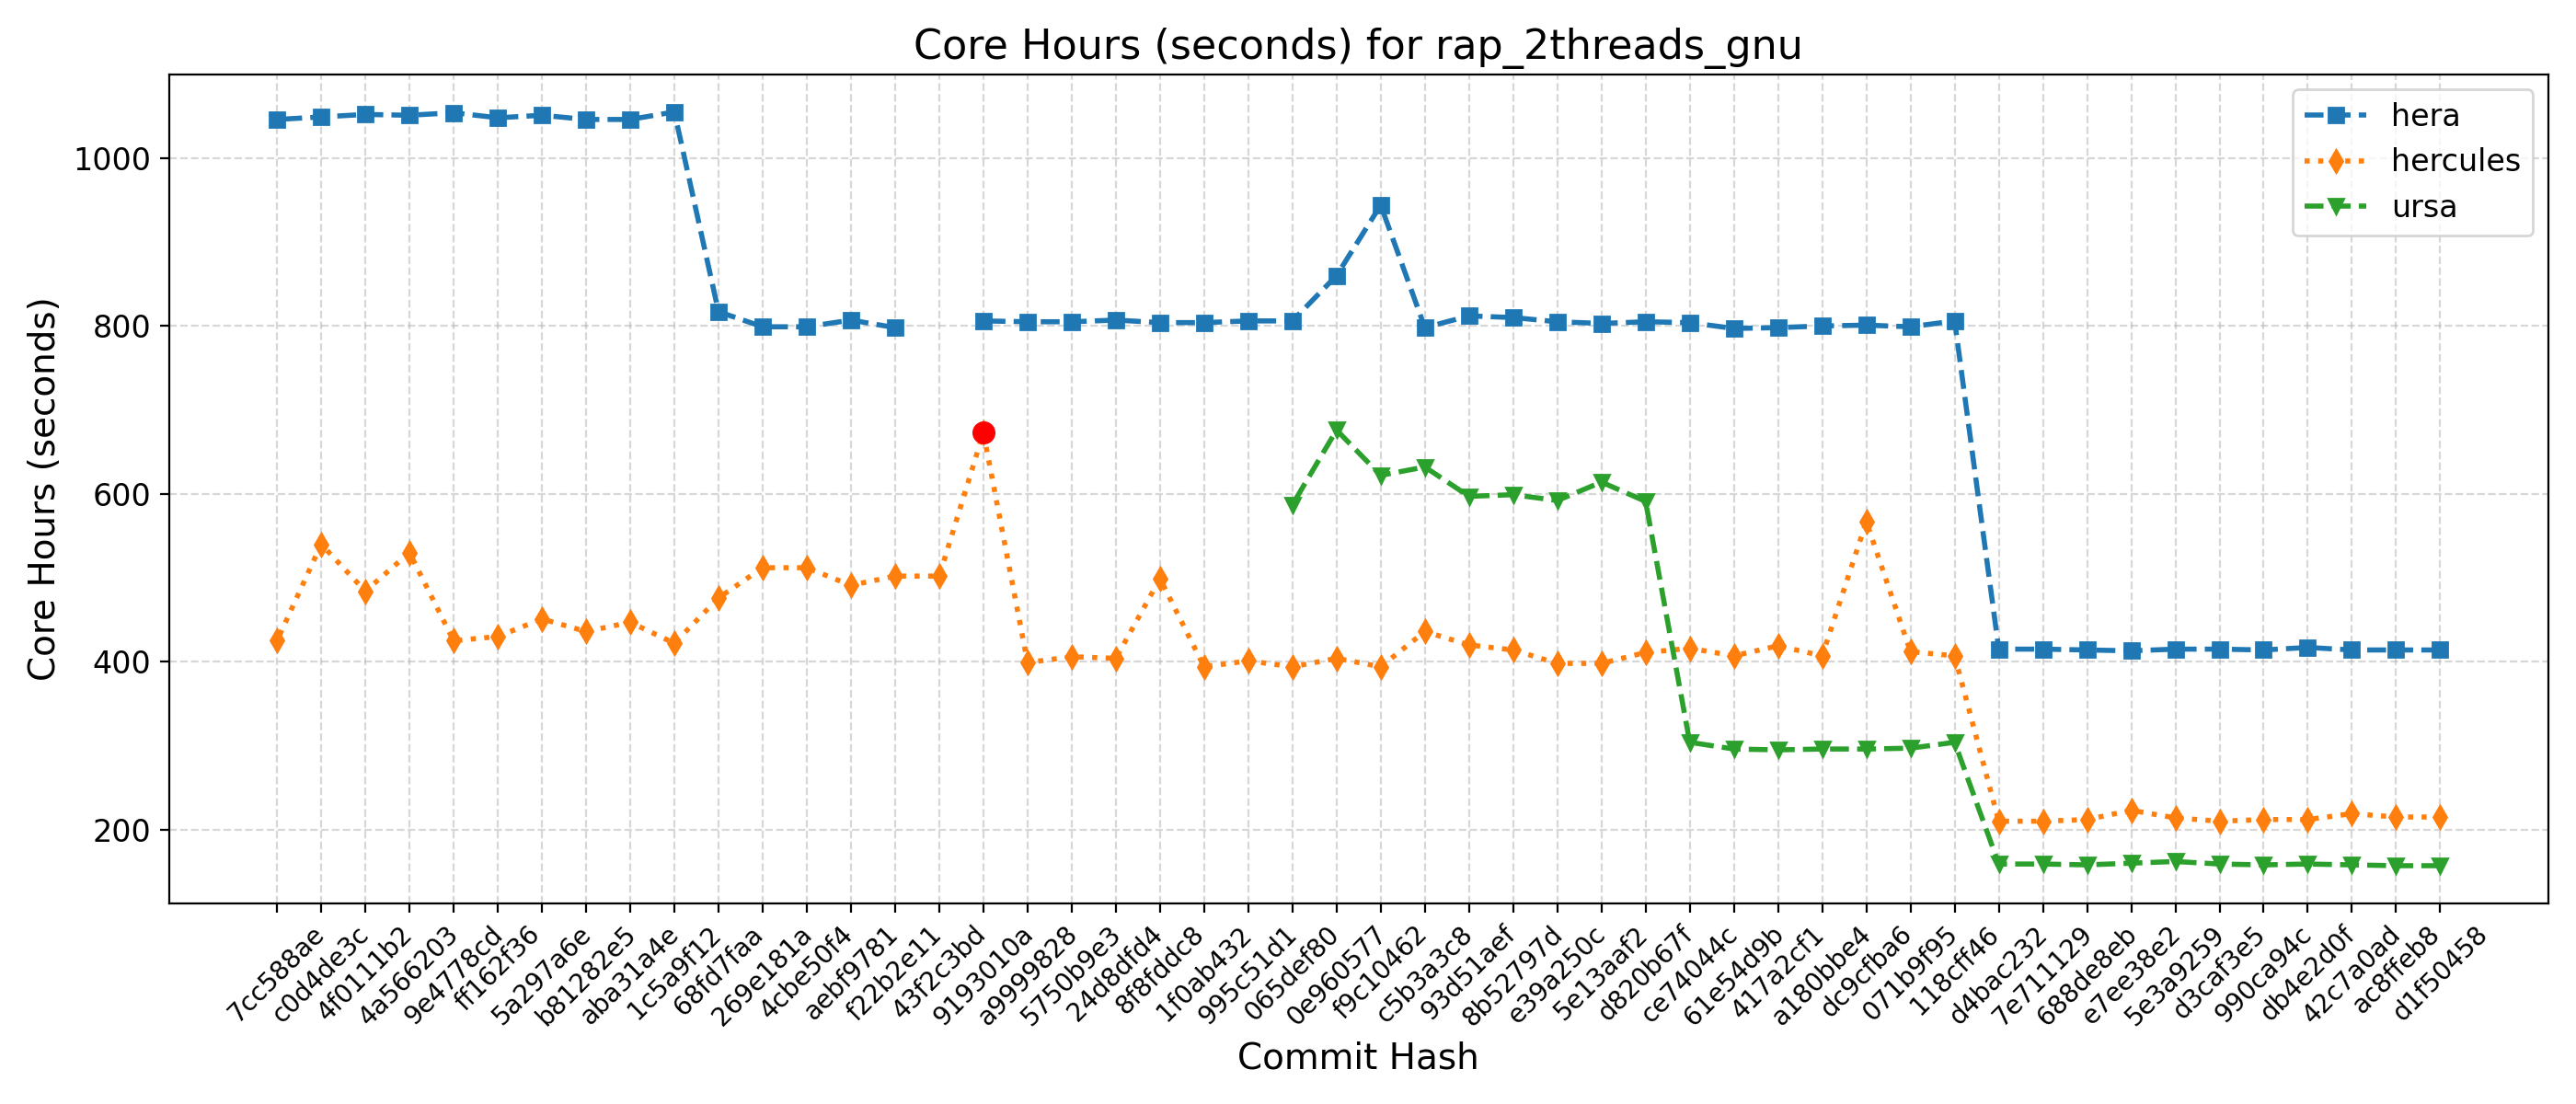 Core Hours (seconds) for rap_2threads_gnu
hera
hercules
ursa
Core Hours (seconds)
1000
800
600
400
200
7cc588ae
c0d4de3c
4f0111b2
4a566203
9e4778cd
ff162f36
5a297a6e
b81282e5
aba31a4e
1c5a9f12
68fd7faa
269e181a
4cbe50f4
aebf9781
f22b2e11
43f2c3bd
9193010a
a9999828
5750b9e3
24d8dfd4
8f8fddc8
1f0ab432
995c51d1
065def80
0e960577
f9c10462
c5b3a3c8
93d51aef
8b52797d
e39a250c
5e13aaf2
d820b67f
ce74044c
61e54d9b
417a2cf1
a180bbe4
dc9cfba6
071b9f95
118cff46
d4bac232
7e711129
688de8eb
e7ee38e2
5e3a9259
d3caf3e5
990ca94c
db4e2d0f
42c7a0ad
ac8ffeb8
d1f50458
Commit Hash